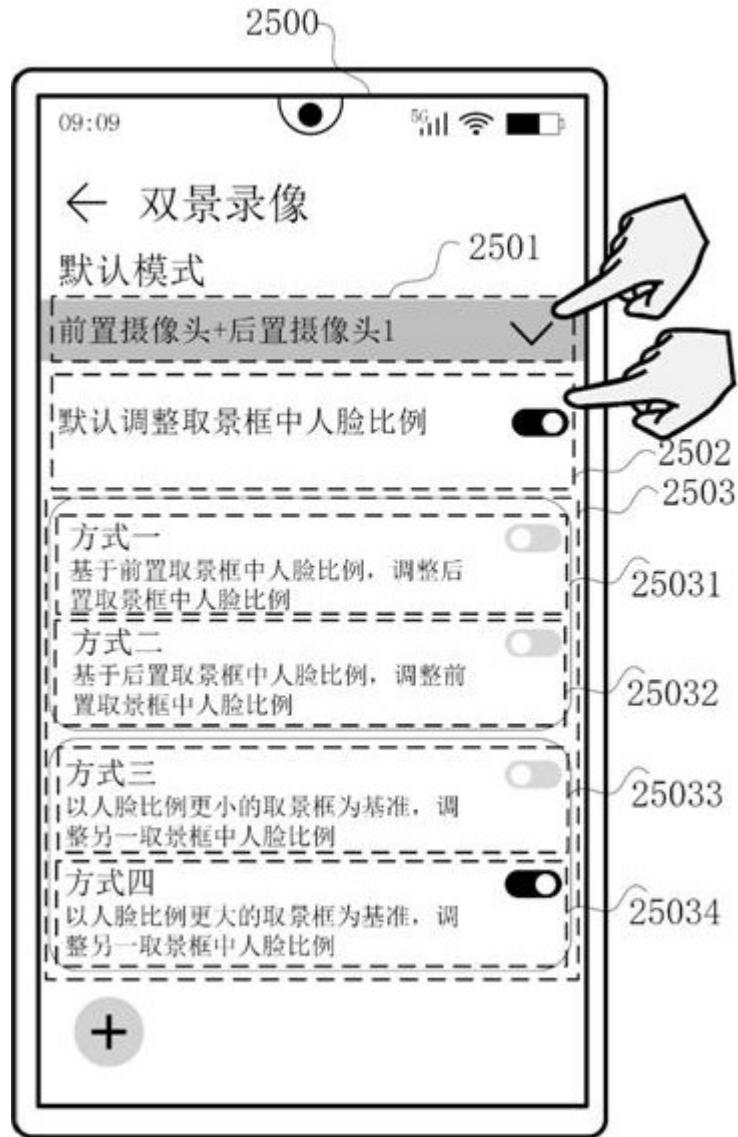 2500
09:09
5G
← 双景录像
默认模式
2501
前置摄像头+后置摄像头1
默认调整取景框中人脸比例
2502
2503
方式一
基于前置取景框中人脸比例，调整后
置取景框中人脸比例
25031
方式二
基于后置取景框中人脸比例，调整前
置取景框中人脸比例
25032
方式三
以人脸比例更小的取景框为基准，调
整另一取景框中人脸比例
25033
方式四
以人脸比例更大的取景框为基准，调
整另一取景框中人脸比例
25034
+